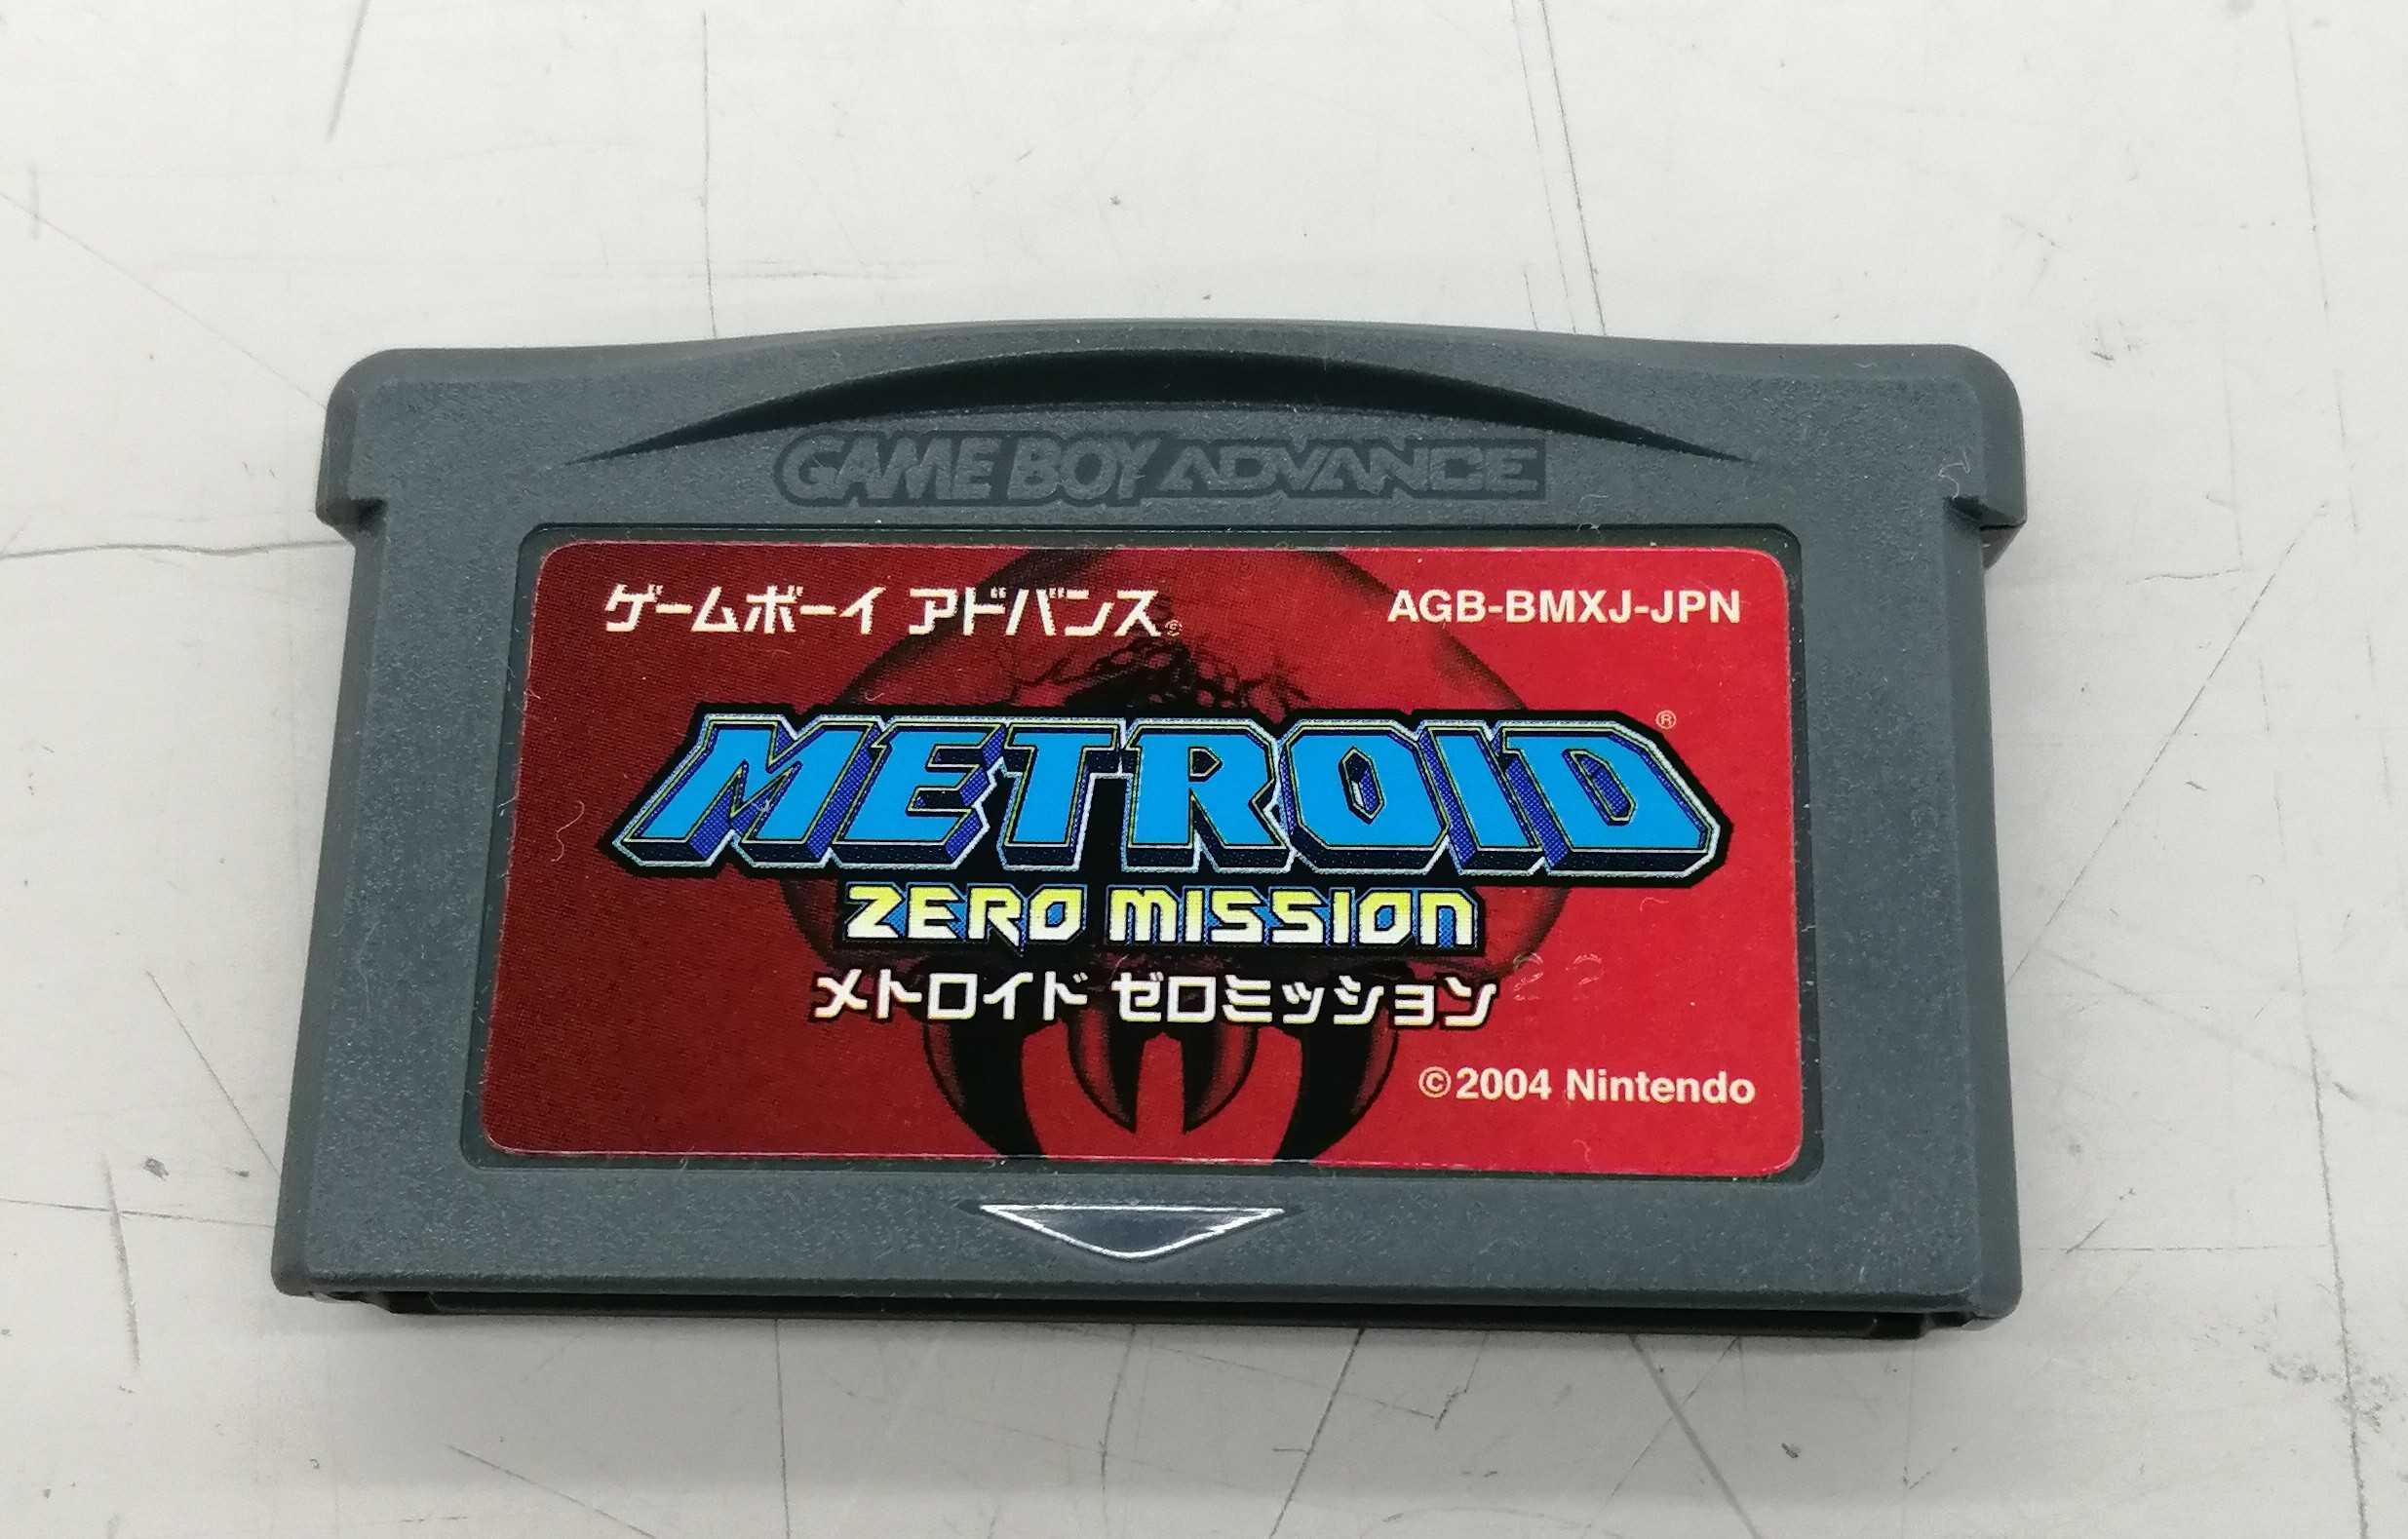 GAME BOY ADVANCE
ゲームボーイ アドバンス®
AGB-BMXJ-JPN
METROID®
ZERO MISSION
メトロイド ゼロミッション
22
©2004 Nintendo